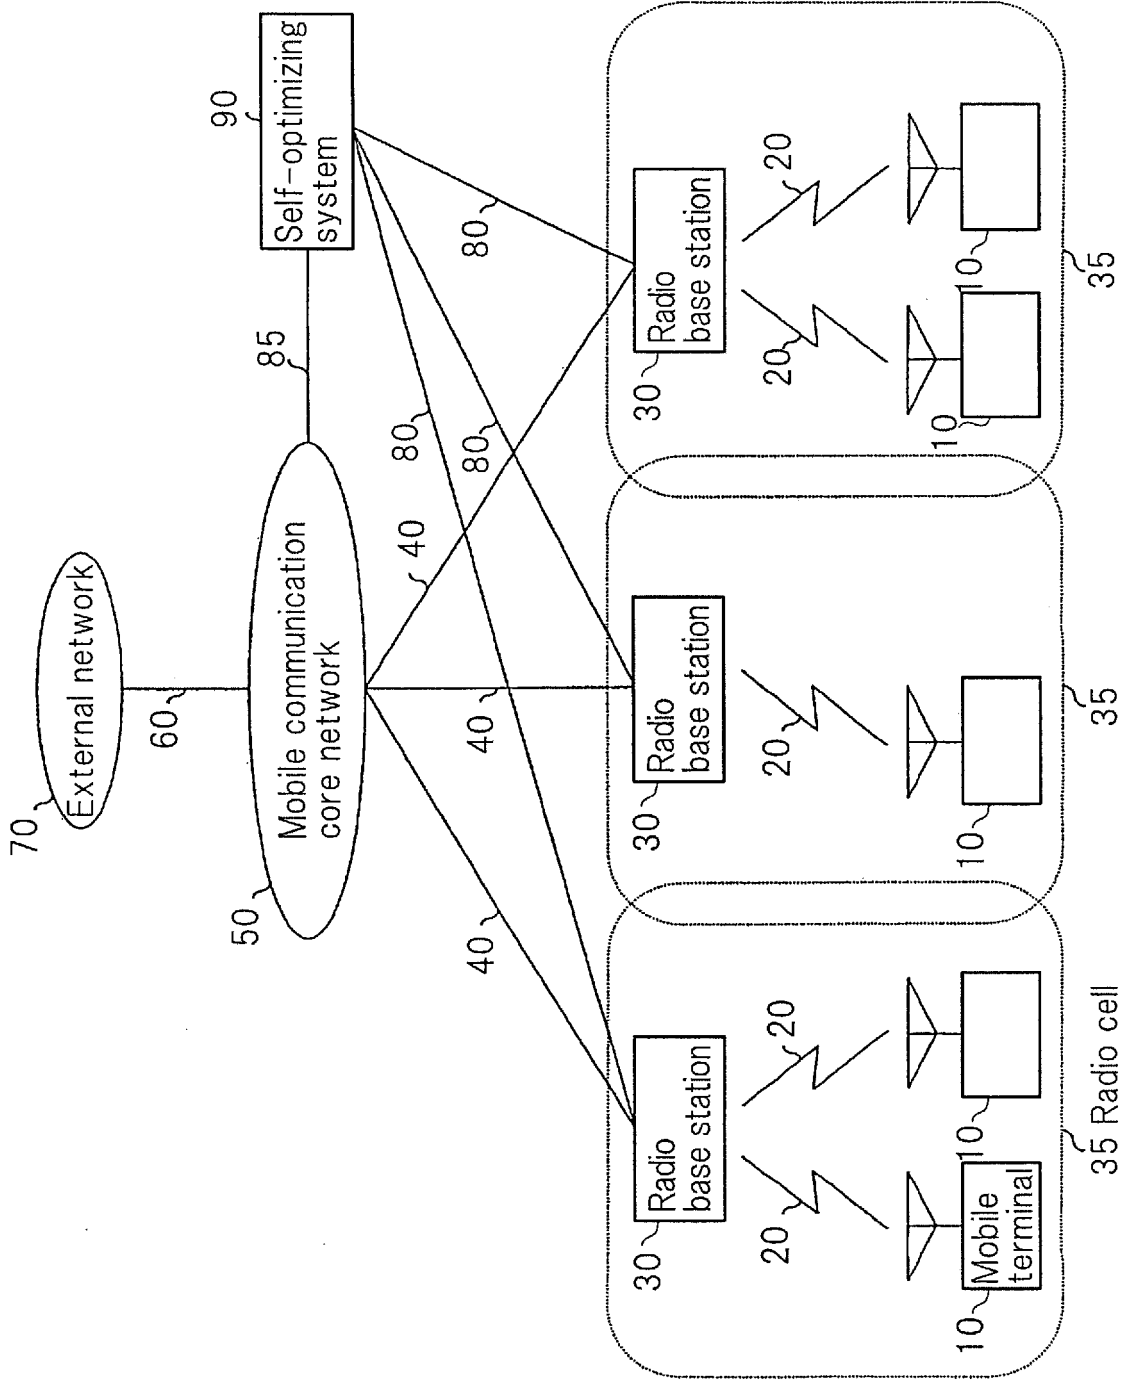 70
External network
60
50
Mobile communication
core network
85
90
Self-optimizing
system
40
40
40
80
80
80
30
Radio
base station
30
Radio
base station
30
Radio
base station
20
20
20
20
20
10
Mobile
terminal
10
10
10
10
35 Radio cell
35
35